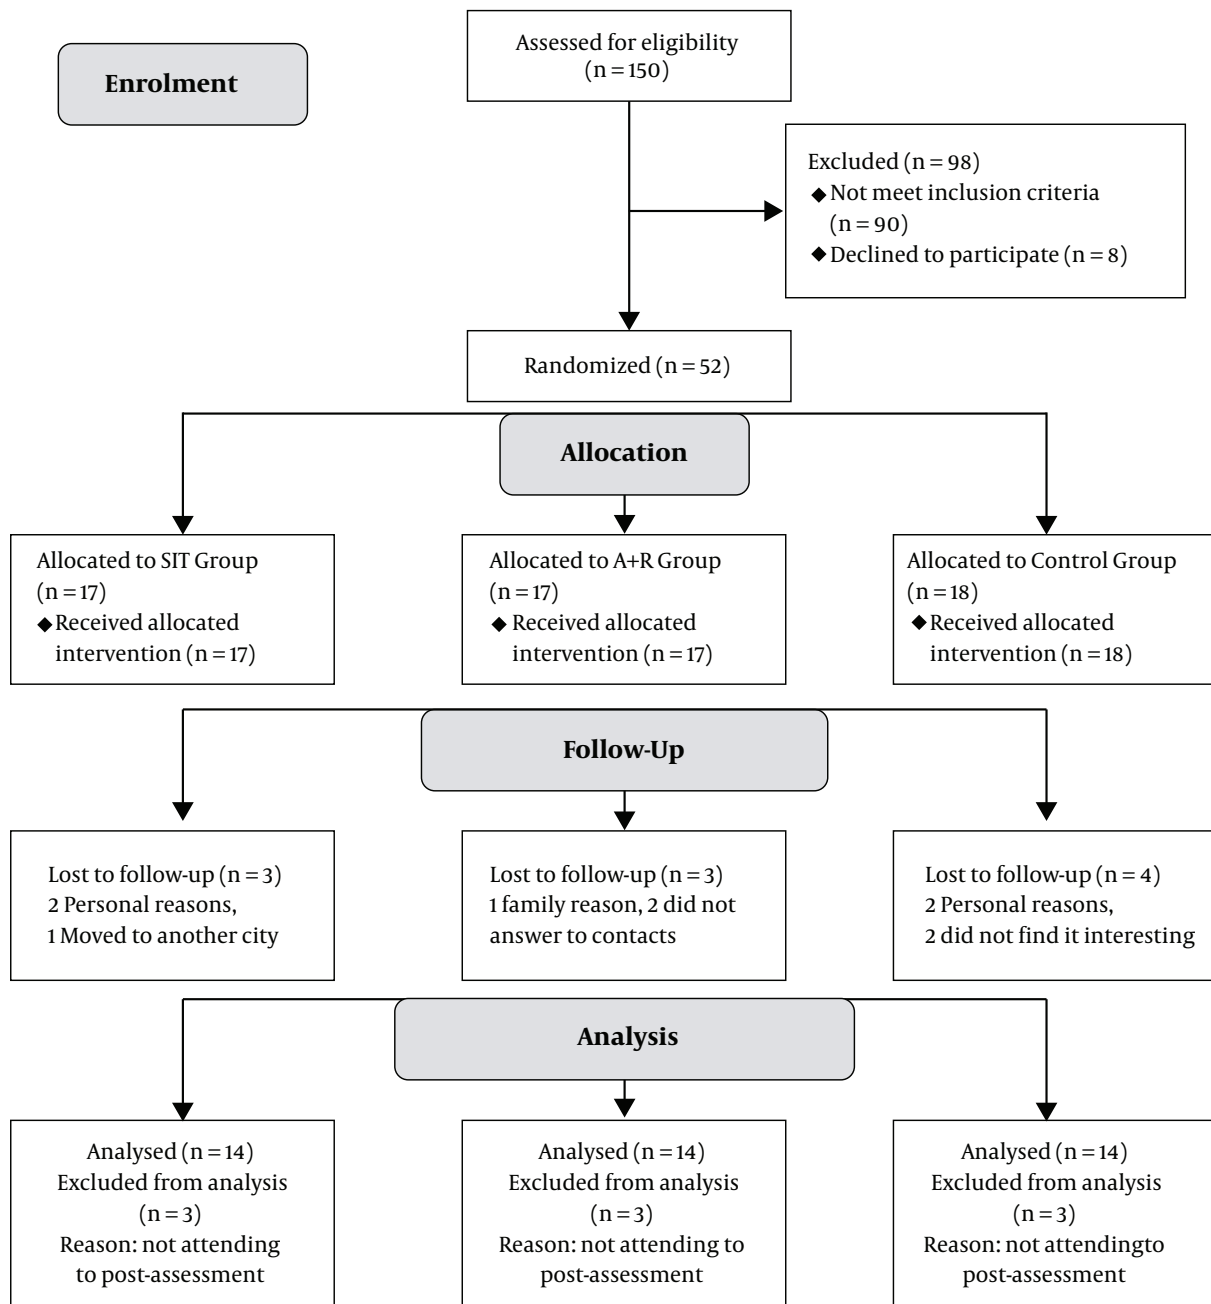 Enrolment
Assessed for eligibility
(n = 150)
Excluded (n = 98)
◆ Not meet inclusion criteria
(n = 90)
◆ Declined to participate (n = 8)
Randomized (n = 52)
Allocation
Allocated to SIT Group
(n = 17)
◆ Received allocated
intervention (n = 17)
Allocated to A+R Group
(n = 17)
◆ Received allocated
intervention (n = 17)
Allocated to Control Group
(n = 18)
◆ Received allocated
intervention (n = 18)
Follow-Up
Lost to follow-up (n = 3)
2 Personal reasons,
1 Moved to another city
Lost to follow-up (n = 3)
1 family reason, 2 did not
answer to contacts
Lost to follow-up (n = 4)
2 Personal reasons,
2 did not find it interesting
Analysis
Analysed (n = 14)
Excluded from analysis
(n = 3)
Reason: not attending
to post-assessment
Analysed (n = 14)
Excluded from analysis
(n = 3)
Reason: not attending to
post-assessment
Analysed (n = 14)
Excluded from analysis
(n = 3)
Reason: not attendingto
post-assessment